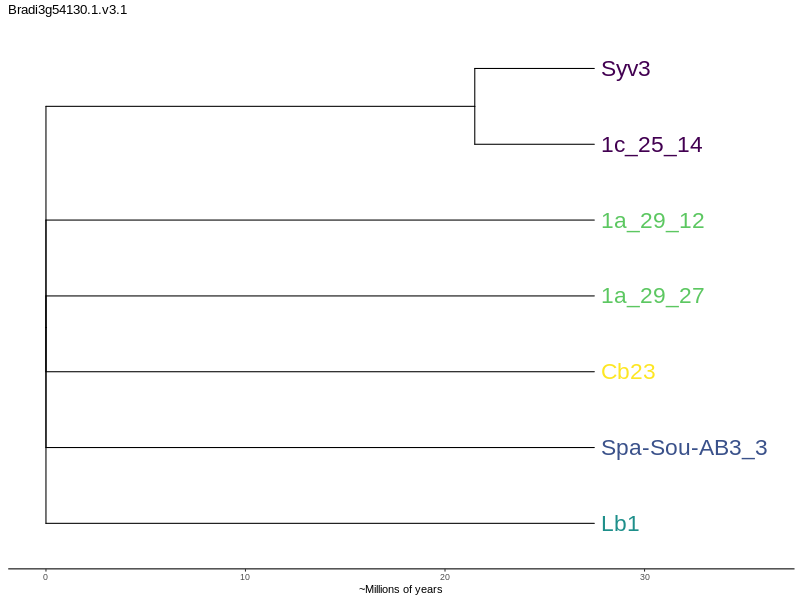 Bradi3g54130.1.v3.1
Syv3
1c_25_14
1a_29_12
1a_29_27
Cb23
Spa-Sou-AB3_3
Lb1
0 10 20 30
~Millions of years